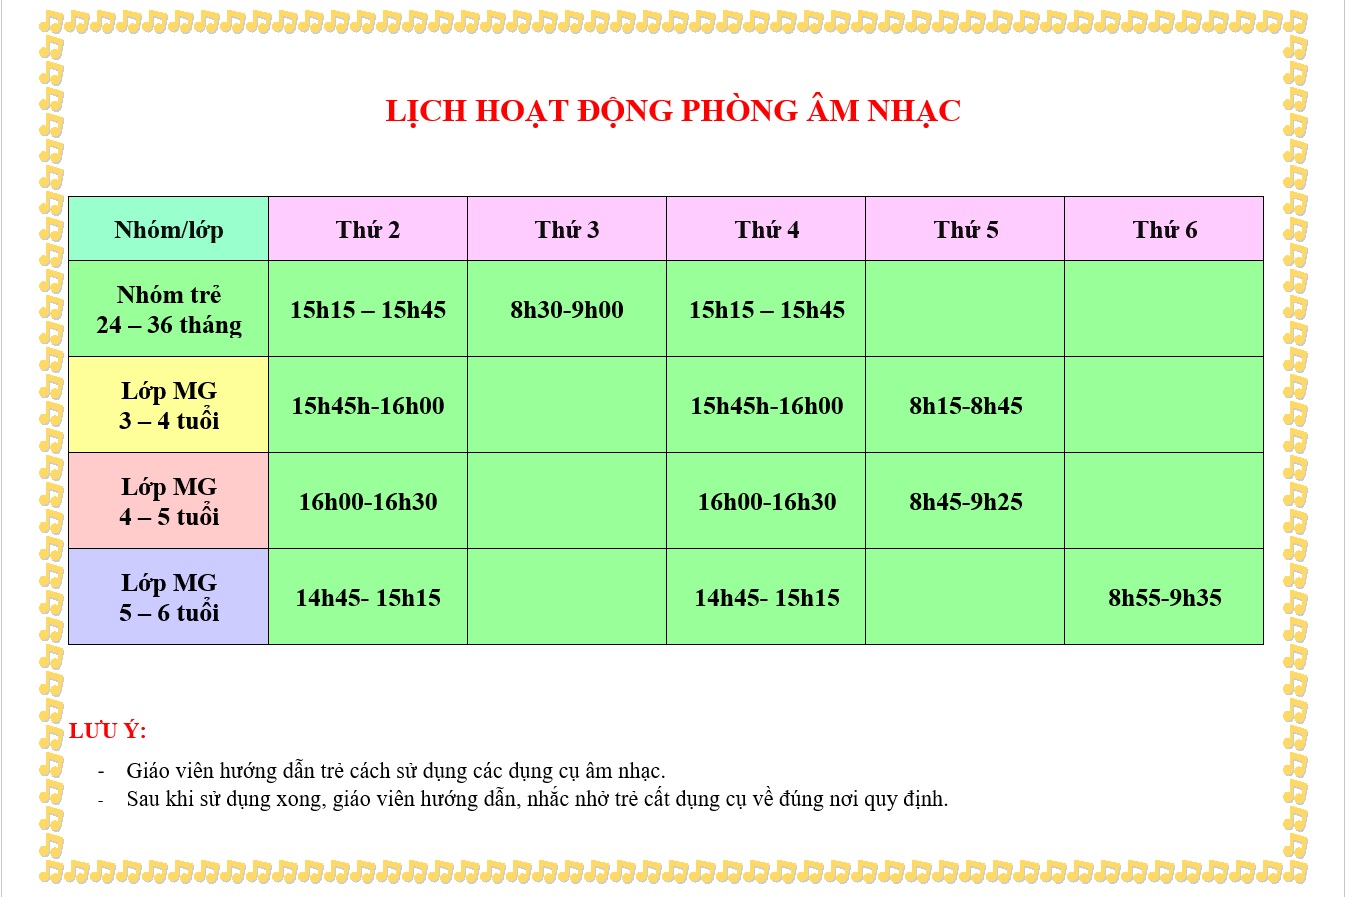 LỊCH HOẠT ĐỘNG PHÒNG ÂM NHẠC
Nhóm/lớp Thứ 2 Thứ 3 Thứ 4 Thứ 5 Thứ 6
Nhóm trẻ
24 – 36 tháng
15h15 – 15h45 8h30-9h00 15h15 – 15h45
Lớp MG
3 – 4 tuổi
15h45h-16h00 15h45h-16h00 8h15-8h45
Lớp MG
4 – 5 tuổi
16h00-16h30 16h00-16h30 8h45-9h25
Lớp MG
5 – 6 tuổi
14h45- 15h15 14h45- 15h15 8h55-9h35
LƯU Ý:
- Giáo viên hướng dẫn trẻ cách sử dụng các dụng cụ âm nhạc.
- Sau khi sử dụng xong, giáo viên hướng dẫn, nhắc nhở trẻ cất dụng cụ về đúng nơi quy định.